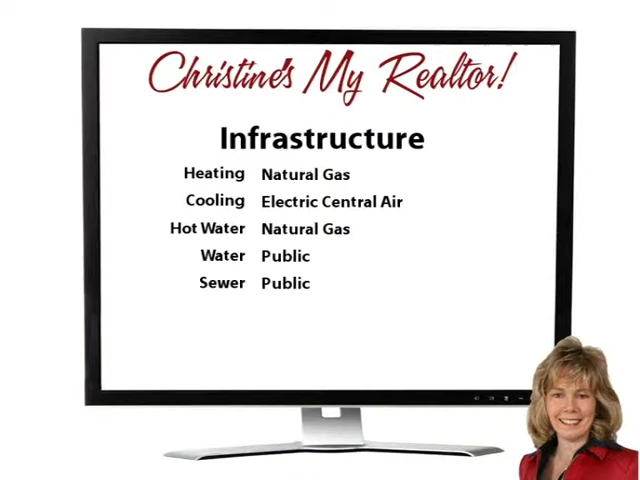 Christine's My Realtor!
Infrastructure
Heating Natural Gas
Cooling Electric Central Air
Hot Water Natural Gas
Water Public
Sewer Public